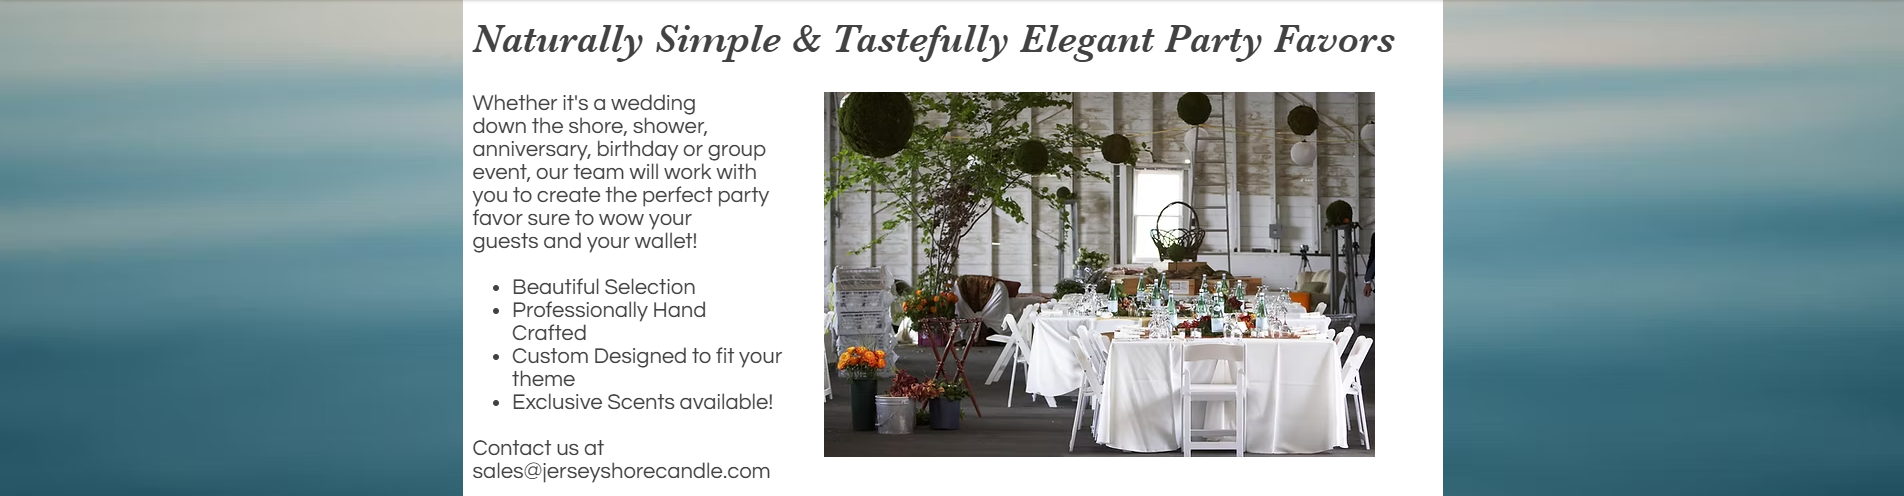 Naturally Simple & Tastefully Elegant Party Favors
Whether it's a wedding
down the shore, shower,
anniversary, birthday or group
event, our team will work with
you to create the perfect party
favor sure to wow your
guests and your wallet!
• Beautiful Selection
• Professionally Hand
Crafted
• Custom Designed to fit your
theme
• Exclusive Scents available!
Contact us at
sales@jerseyshorecandle.com